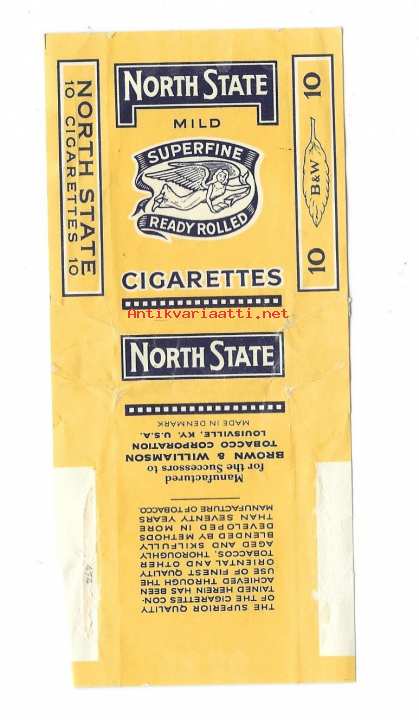 NORTH STATE
MILD
SUPERFINE
READY ROLLED
CIGARETTES
NORTH STATE
10 CIGARETTES 10
10
B&W
10
Antikvariaatti.net
NORTH STATE
Manufactured
for the Successors to
BROWN & WILLIAMSON
TOBACCO CORPORATION
LOUISVILLE, KY. U.S.A.
MADE IN DENMARK
THE SUPERIOR QUALITY
OF THE CIGARETTES CON-
TAINED HEREIN HAS BEEN
ACHIEVED THROUGH THE
USE OF FINEST QUALITY
ORIENTAL AND OTHER
TOBACCOS, THOROUGHLY
AGED AND SKILFULLY
BLENDED BY METHODS
DEVELOPED IN MORE
THAN SEVENTY YEARS
MANUFACTURE OF TOBACCO.